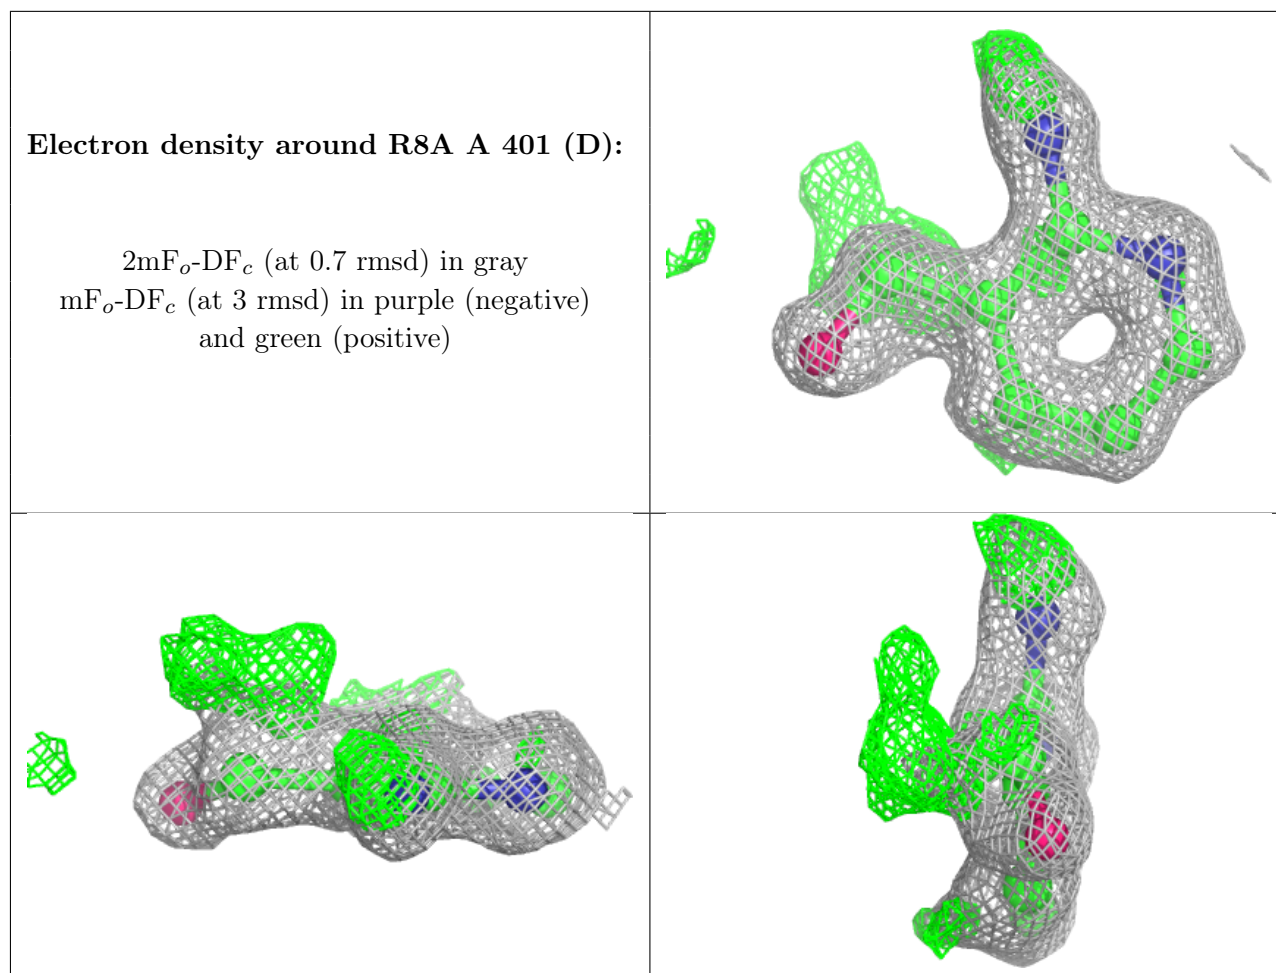 Electron density around R8A A 401 (D):
2mFo-DFc (at 0.7 rmsd) in gray
mFo-DFc (at 3 rmsd) in purple (negative)
and green (positive)